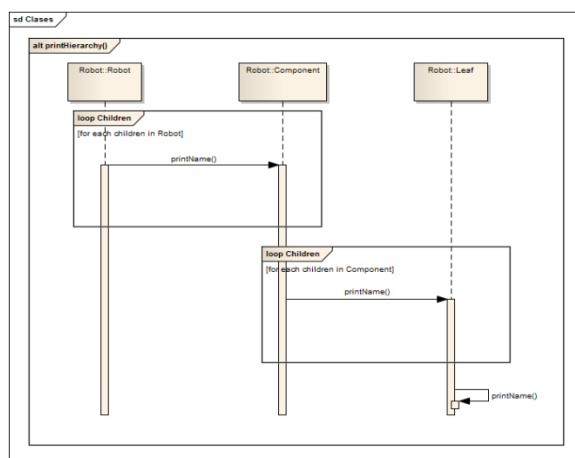 sd Clases
alt printHierarchy()
Robot::Robot
Robot::Component
Robot::Leaf
loop Children
[for each children in Robot]
printName()
loop Children
[for each children in Component]
printName()
printName()